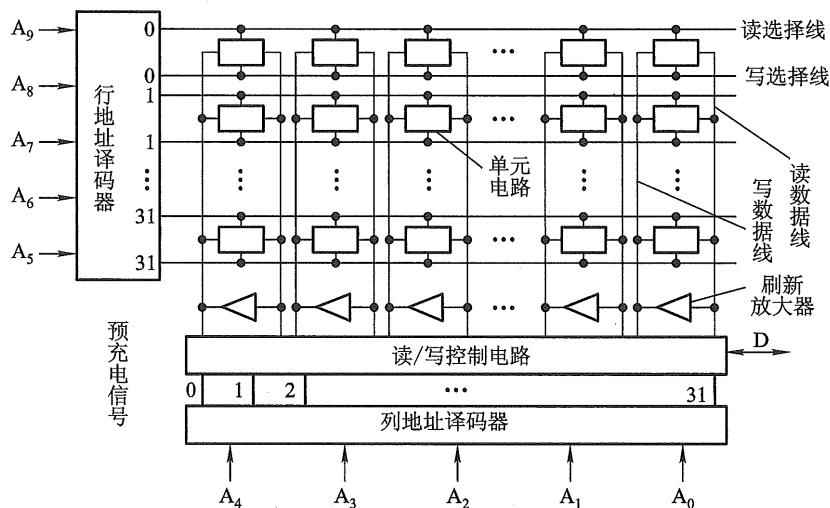 A₉
A₈
A₇
A₆
A₅
行地址译码器
0
0
1
1
⋮
31
31
读选择线
写选择线
…
…
单元
电路
读数据线
写数据线
…
刷新
放大器
…
预充电信号
读/写控制电路
D
0 1 2 … 31
列地址译码器
A₄ A₃ A₂ A₁ A₀